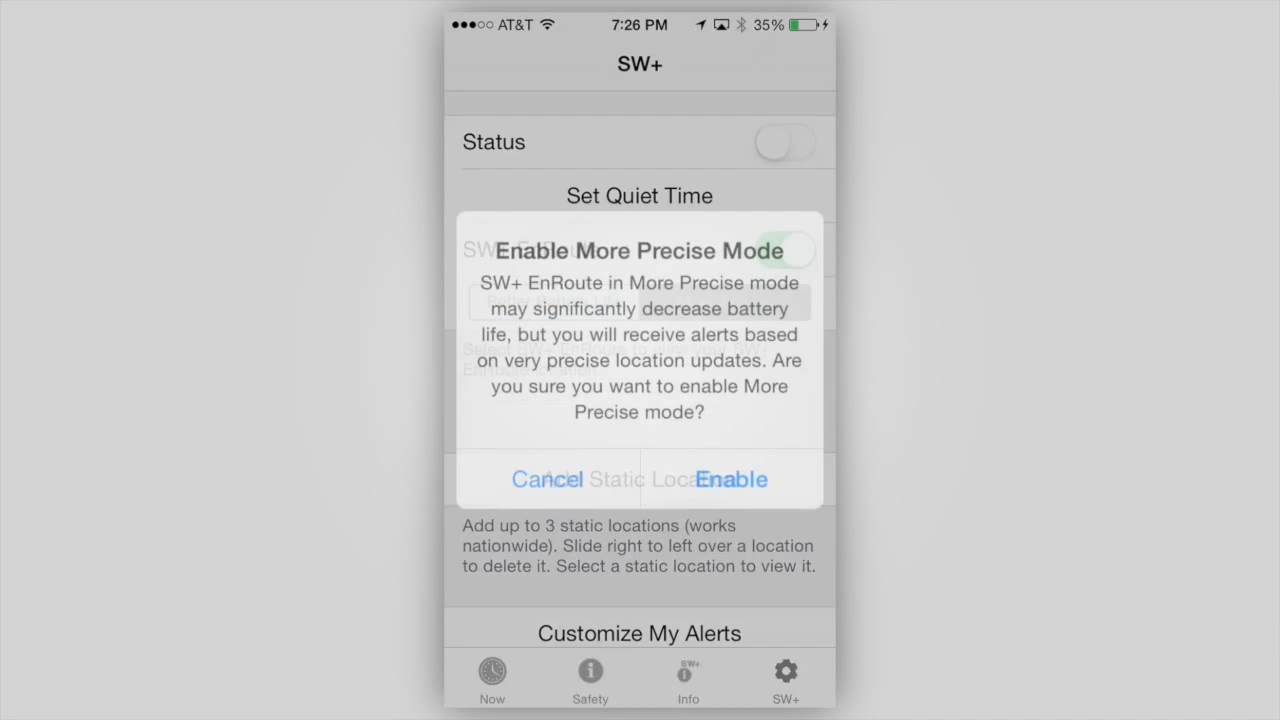 AT&T 7:26 PM 35%
SW+
Status
Set Quiet Time
Enable More Precise Mode
SW+ EnRoute in More Precise mode
may significantly decrease battery
life, but you will receive alerts based
on very precise location updates. Are
you sure you want to enable More
Precise mode?
Cancel Enable
Add Static Location
Add up to 3 static locations (works
nationwide). Slide right to left over a location
to delete it. Select a static location to view it.
Customize My Alerts
Now Safety SW+ Info SW+